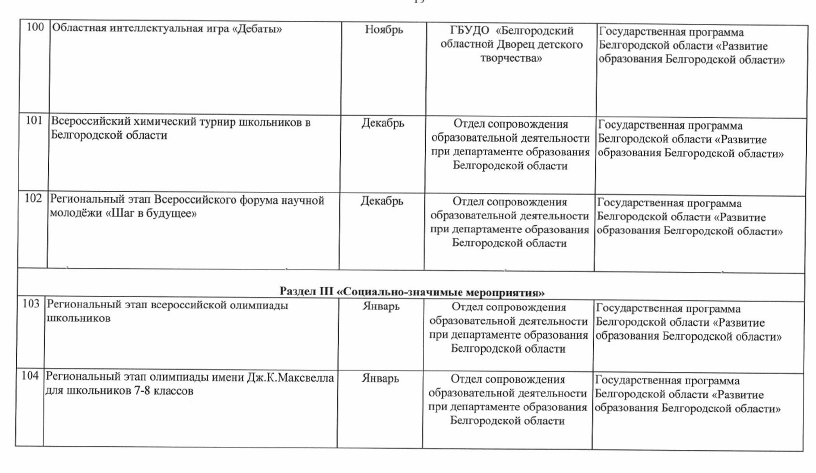 100 Областная интеллектуальная игра «Дебаты» Ноябрь ГБУДО «Белгородский Государственная программа
областной Дворец детского Белгородской области «Развитие
творчества» образования Белгородской области»
101 Всероссийский химический турнир школьников в Декабрь Отдел сопровождения Государственная программа
Белгородской области образовательной деятельности Белгородской области «Развитие
при департаменте образования образования Белгородской области»
Белгородской области
102 Региональный этап Всероссийского форума научной Декабрь Отдел сопровождения Государственная программа
молодёжи «Шаг в будущее» образовательной деятельности Белгородской области «Развитие
при департаменте образования образования Белгородской области»
Белгородской области
Раздел III «Социально-значимые мероприятия»
103 Региональный этап всероссийской олимпиады Январь Отдел сопровождения Государственная программа
школьников образовательной деятельности Белгородской области «Развитие
при департаменте образования образования Белгородской области»
Белгородской области
104 Региональный этап олимпиады имени Дж.К.Максвелла Январь Отдел сопровождения Государственная программа
для школьников 7-8 классов образовательной деятельности Белгородской области «Развитие
при департаменте образования образования Белгородской области»
Белгородской области